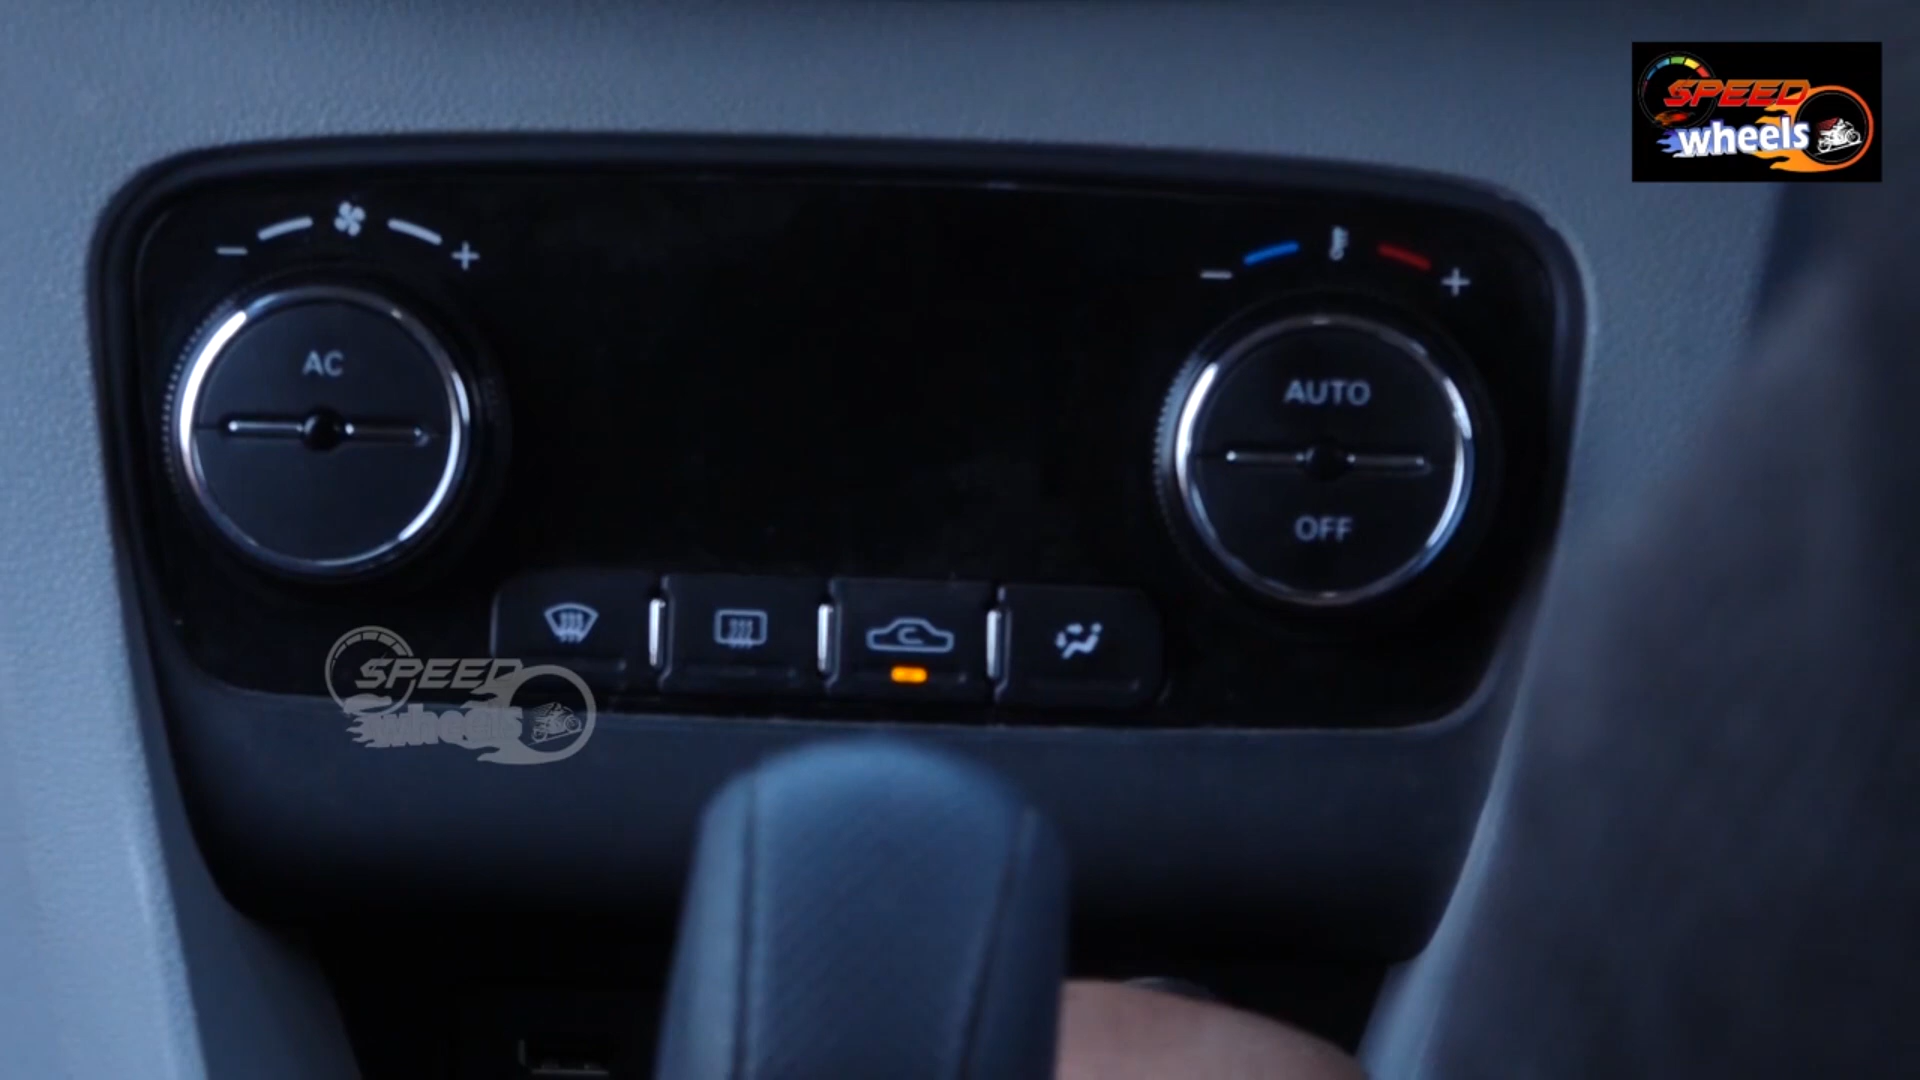 SPEED
wheels
- +
- +
AC
AUTO
OFF
SPEED
wheels